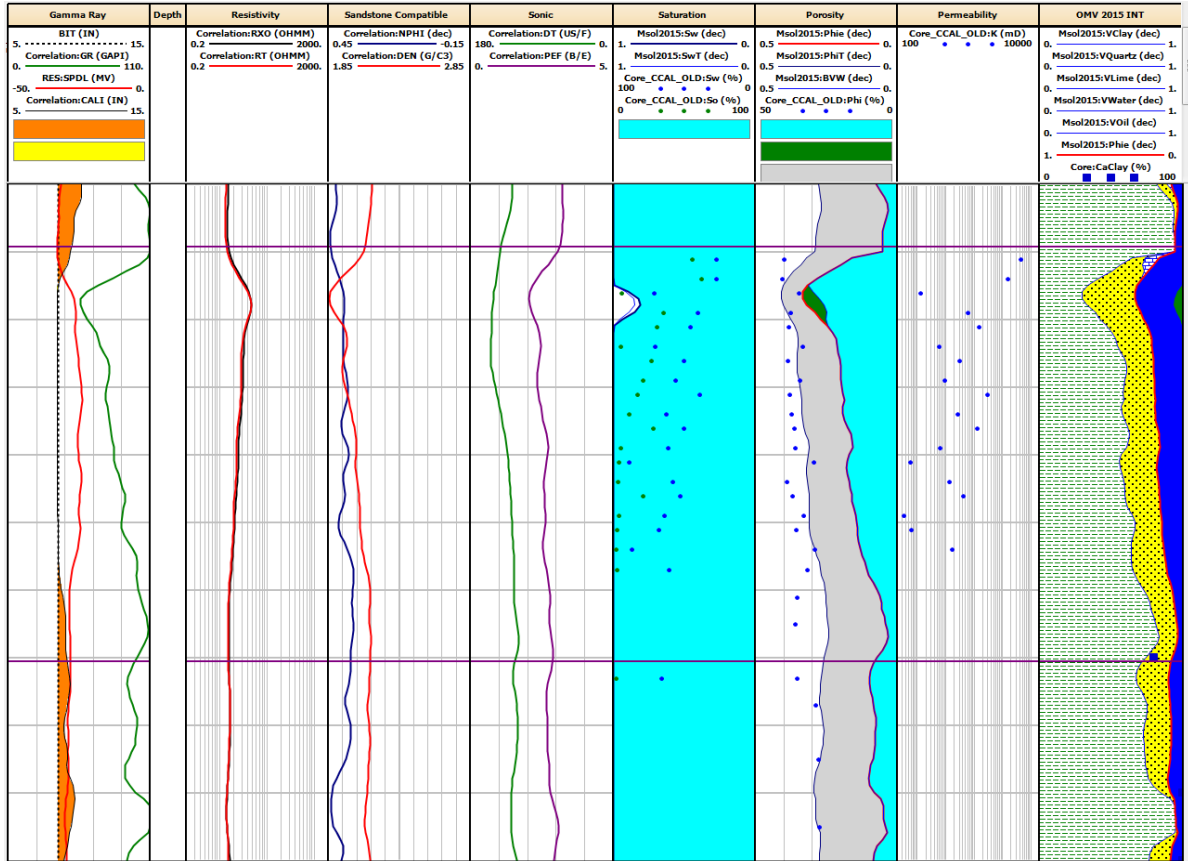 Gamma Ray
Depth
Resistivity
Sandstone Compatible
Sonic
Saturation
Porosity
Permeability
OMV 2015 INT
BIT (IN)
5. 15.
Correlation:GR (GAPI)
0. 110.
RES:SPDL (MV)
-50. 0.
Correlation:CALI (IN)
5. 15.
Correlation:RXO (OHMM)
0.2 2000.
Correlation:RT (OHMM)
0.2 2000.
Correlation:NPHI (dec)
0.45 -0.15
Correlation:DEN (G/C3)
1.85 2.85
Correlation:DT (US/F)
180. 0.
Correlation:PEF (B/E)
0. 5.
Msol2015:Sw (dec)
1. 0.
Msol2015:SwT (dec)
1. 0.
Core_CCAL_OLD:Sw (%)
100 0
Core_CCAL_OLD:So (%)
0 100
Msol2015:Phie (dec)
0.5 0.
Msol2015:PhiT (dec)
0.5 0.
Msol2015:BVW (dec)
0.5 0.
Core_CCAL_OLD:Phi (%)
50 0
Core_CCAL_OLD:K (mD)
100 10000
Msol2015:VClay (dec)
0. 1.
Msol2015:VQuartz (dec)
0. 1.
Msol2015:VLime (dec)
0. 1.
Msol2015:VWater (dec)
0. 1.
Msol2015:VOil (dec)
0. 1.
Msol2015:Phie (dec)
1. 0.
Core:CaClay (%)
0 100